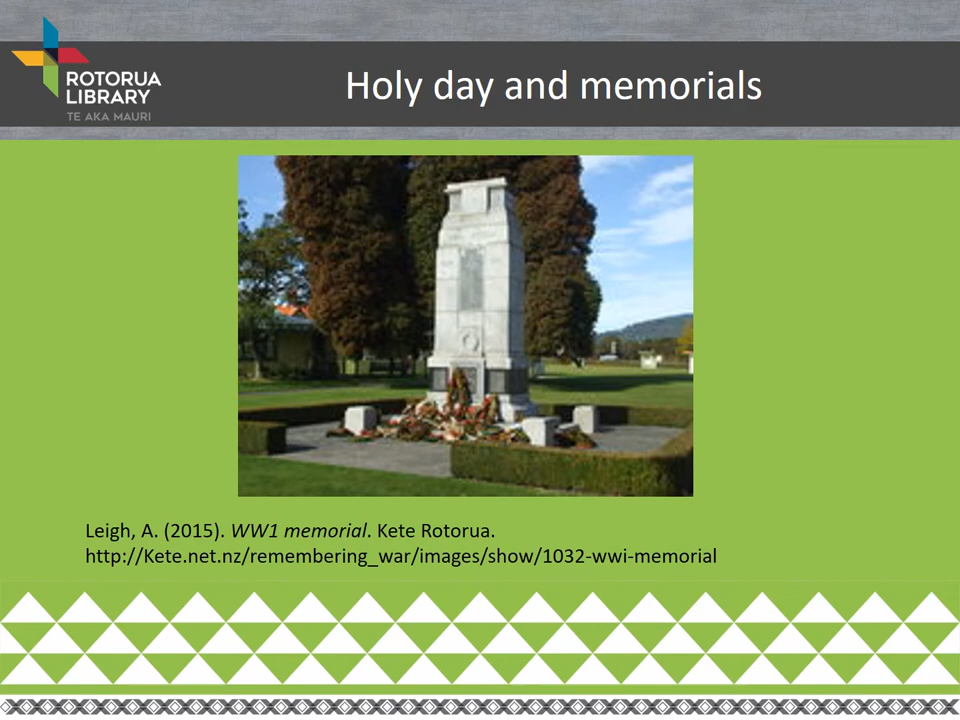 ROTORUA
LIBRARY
TE AKA MAURI
Holy day and memorials
Leigh, A. (2015). WW1 memorial. Kete Rotorua.
http://Kete.net.nz/remembering_war/images/show/1032-wwi-memorial